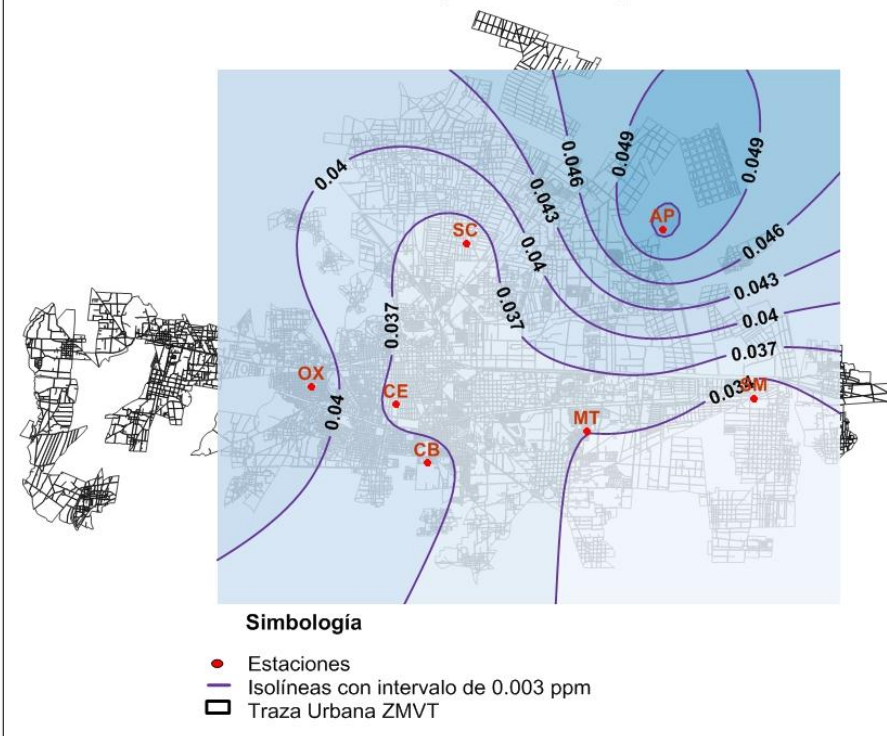 0.04
0.049
0.049
0.046
0.043
AP
SC
0.04
0.046
0.037
0.037
0.043
0.04
0.037
OX
CE
0.04
0.034
SM
MT
CB
Simbología
Estaciones
Isolíneas con intervalo de 0.003 ppm
Traza Urbana ZMVT